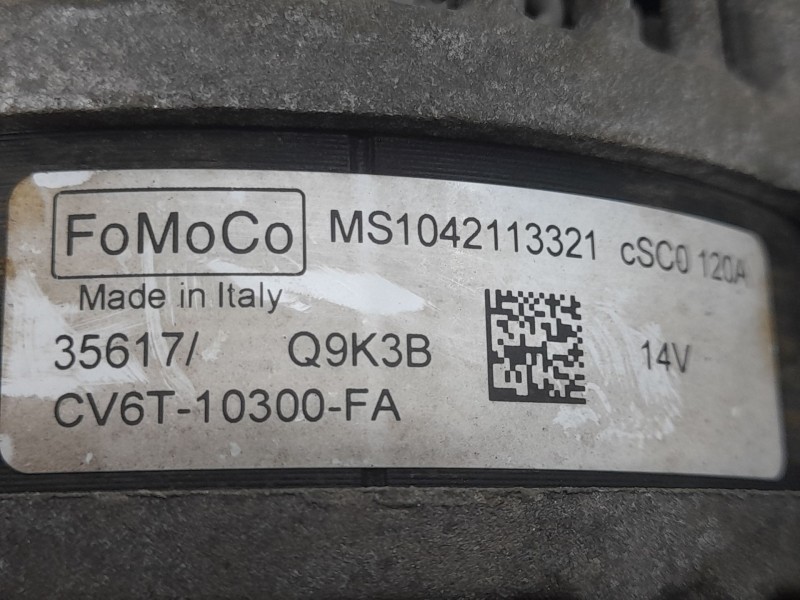 FoMoCo MS1042113321 cSC0 120A
Made in Italy
35617/ Q9K3B 14V
CV6T-10300-FA